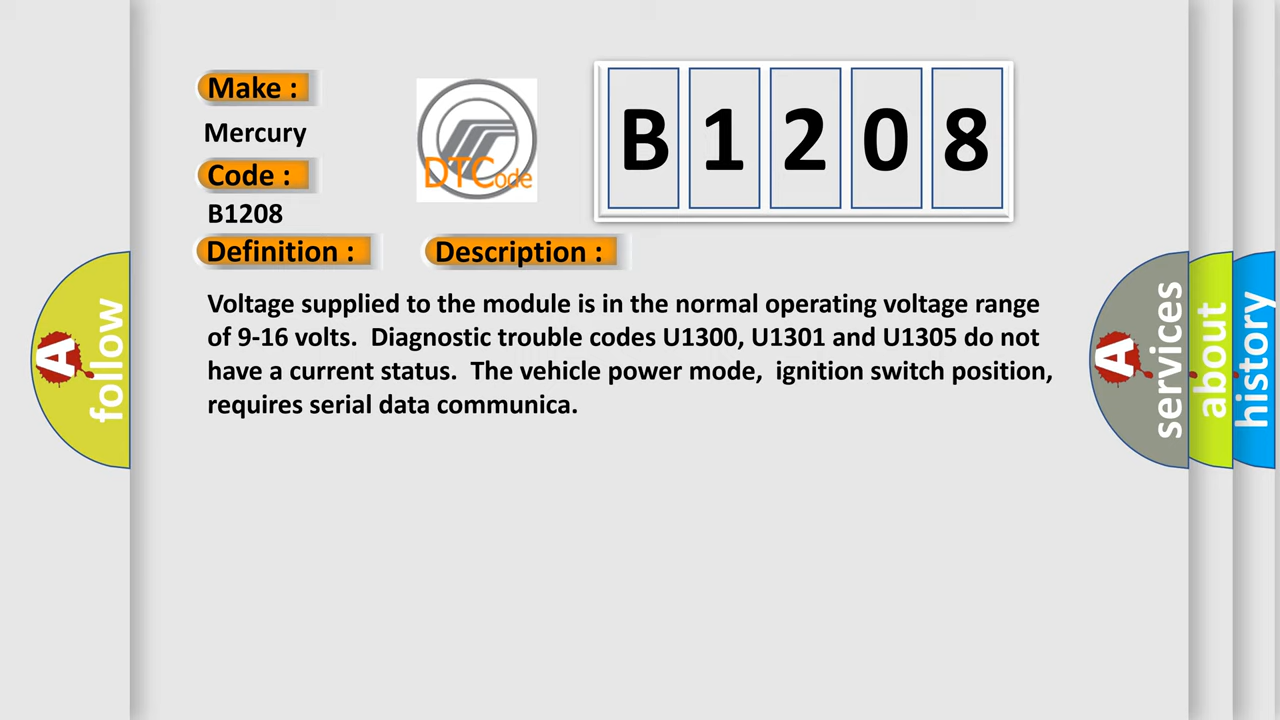 Make :
Mercury
Code :
B1208
Definition :
Description :
DTCode
B 1 2 0 8
Voltage supplied to the module is in the normal operating voltage range
of 9-16 volts  Diagnostic trouble codes U1300, U1301 and U1305 do not
have a current status  The vehicle power mode,  ignition switch position,
requires serial data communica.
A follow
A services
about
history